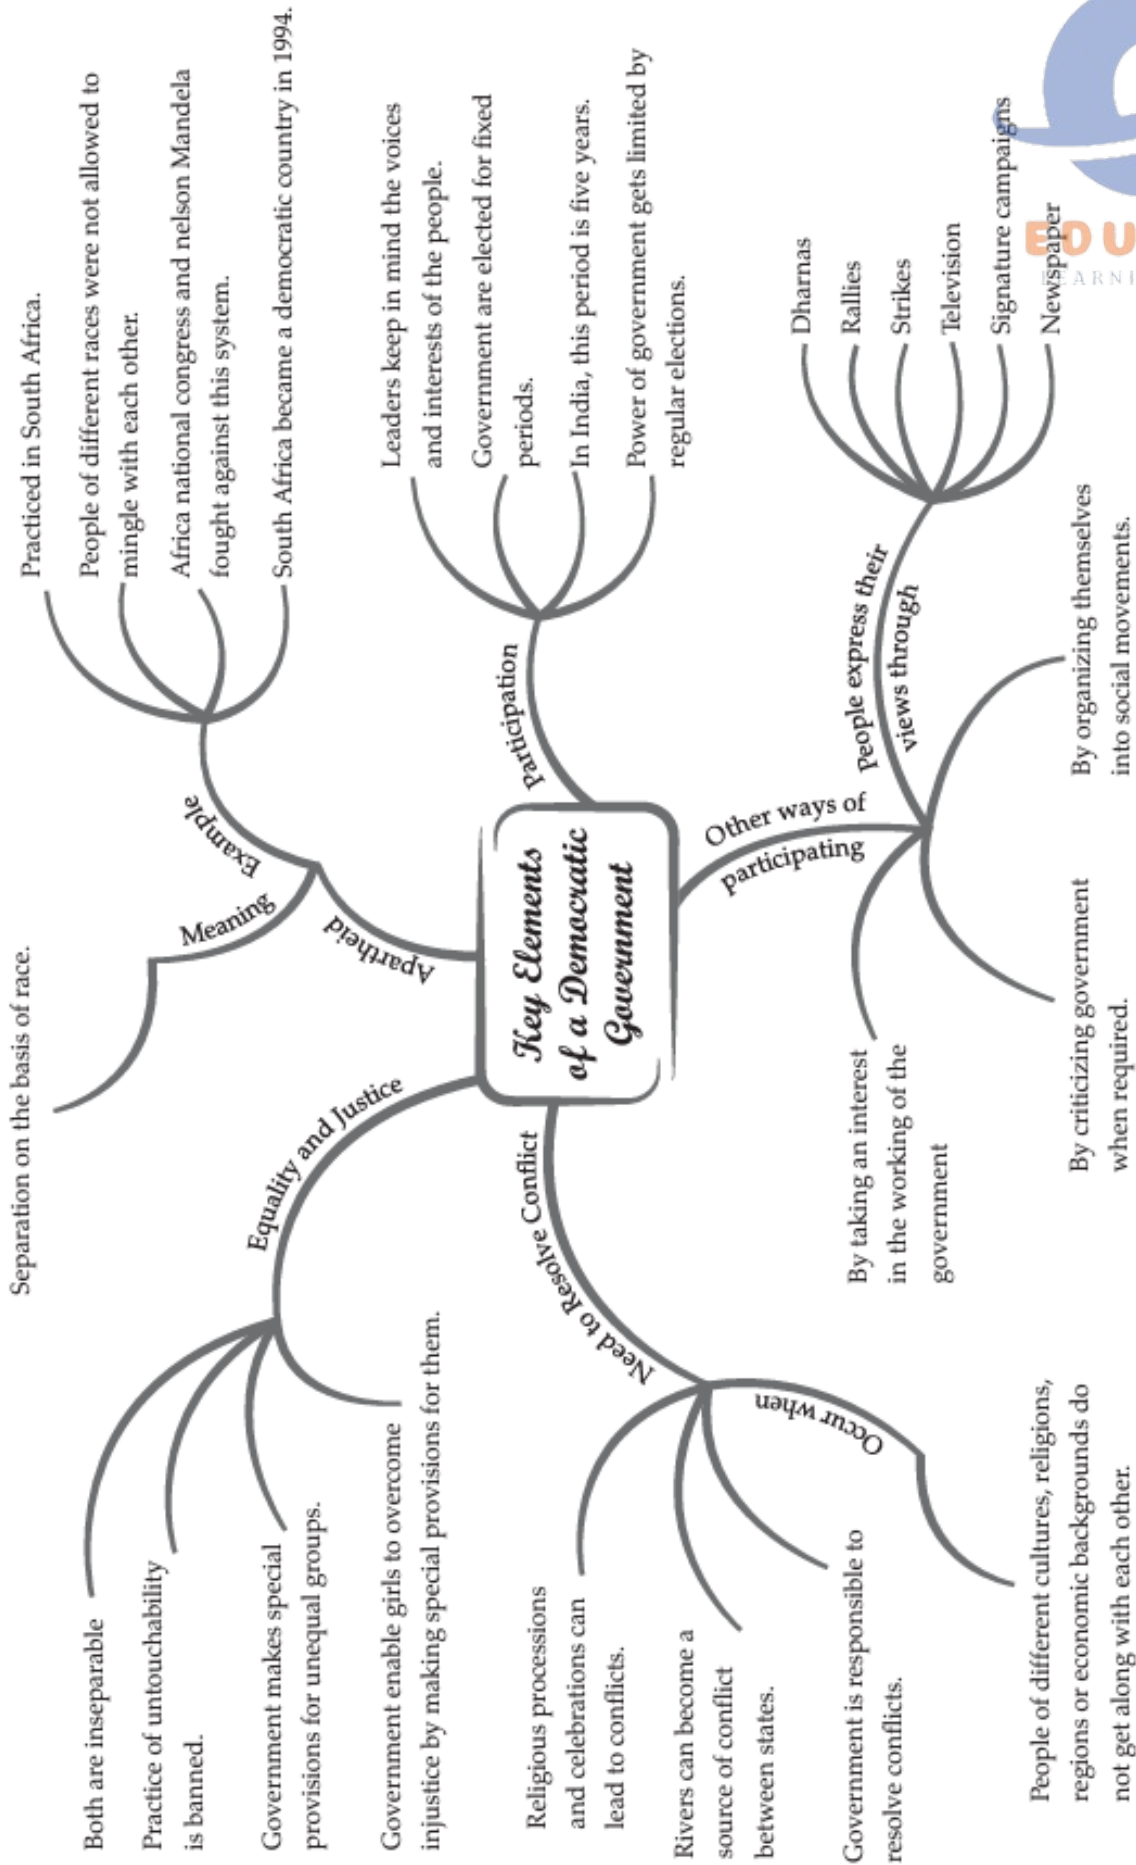 Key Elements
of a Democratic
Government
Apartheid
Meaning
Separation on the basis of race.
Example
Practiced in South Africa.
People of different races were not allowed to
mingle with each other.
Africa national congress and nelson Mandela
fought against this system.
South Africa became a democratic country in 1994.
Participation
Leaders keep in mind the voices
and interests of the people.
Government are elected for fixed
periods.
In India, this period is five years.
Power of government gets limited by
regular elections.
Other ways of
participating
People express their
views through
Dharnas
Rallies
Strikes
Television
Signature campaigns
Newspaper
By organizing themselves
into social movements.
By criticizing government
when required.
By taking an interest
in the working of the
government
Need to Resolve Conflict
Religious processions
and celebrations can
lead to conflicts.
Rivers can become a
source of conflict
between states.
Government is responsible to
resolve conflicts.
Occur when
People of different cultures, religions,
regions or economic backgrounds do
not get along with each other.
Equality and Justice
Both are inseparable
Practice of untouchability
is banned.
Government makes special
provisions for unequal groups.
Government enable girls to overcome
injustice by making special provisions for them.
EDU
LEARNI